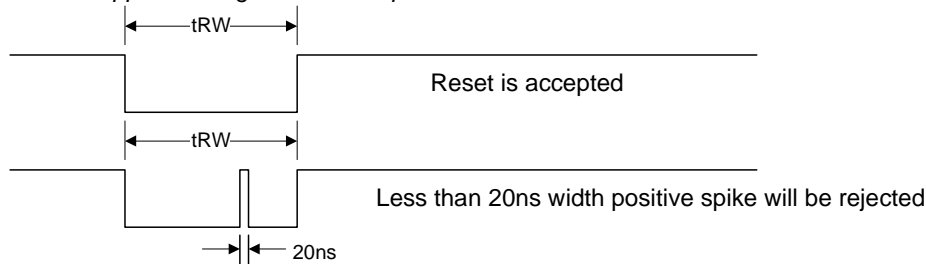 tRW
Reset is accepted
tRW
Less than 20ns width positive spike will be rejected
20ns